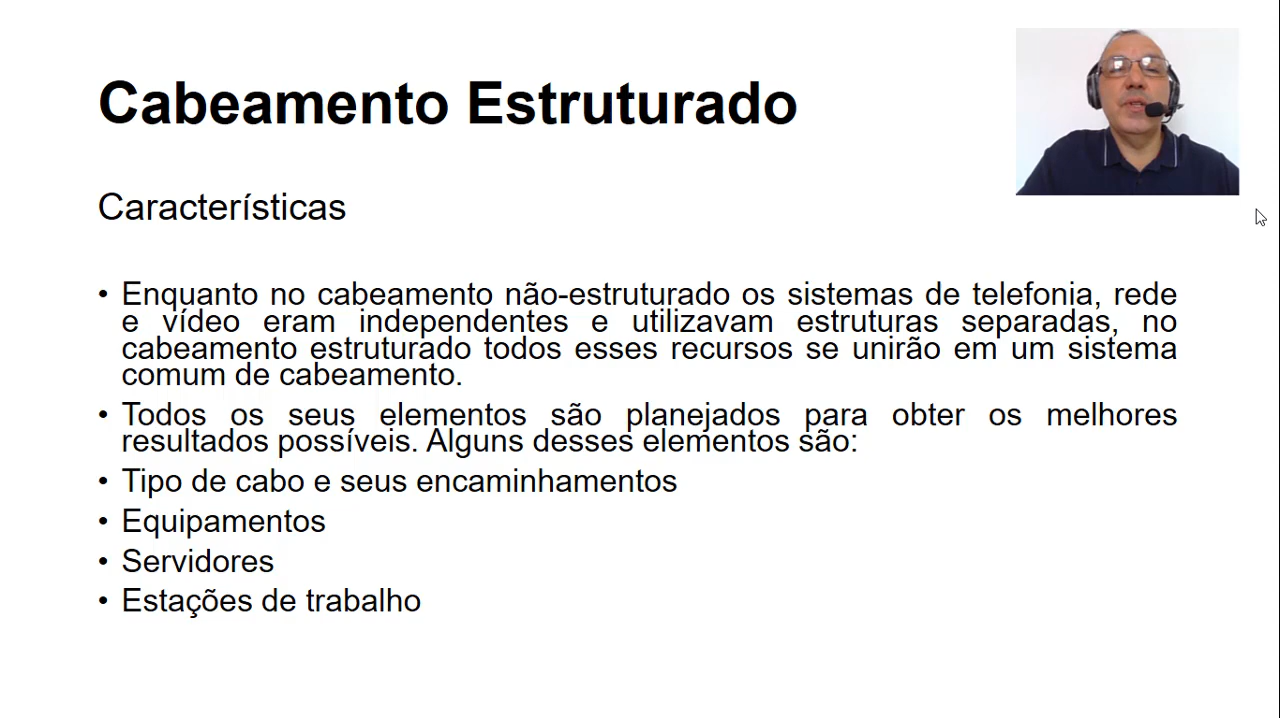 Cabeamento Estruturado
Características
• Enquanto no cabeamento não-estruturado os sistemas de telefonia, rede
e vídeo eram independentes e utilizavam estruturas separadas, no
cabeamento estruturado todos esses recursos se unirão em um sistema
comum de cabeamento.
• Todos os seus elementos são planejados para obter os melhores
resultados possíveis. Alguns desses elementos são:
• Tipo de cabo e seus encaminhamentos
• Equipamentos
• Servidores
• Estações de trabalho